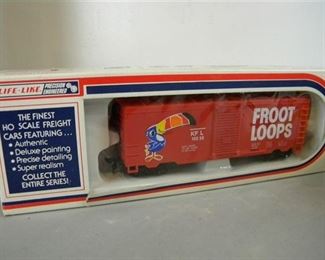 LIFE-LIKE PRECISION ENGINEERED
THE FINEST
HO SCALE FREIGHT
CARS FEATURING...
• Authentic
• Deluxe painting
• Precise detailing
• Super realism
COLLECT THE
ENTIRE SERIES!
KFL
FROOT
LOOPS